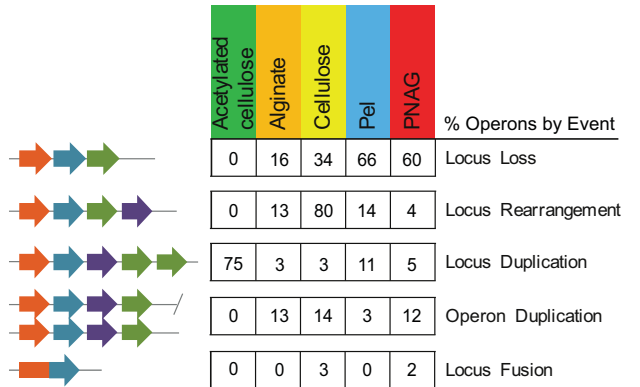 Acetylated
cellulose
Alginate
Cellulose
Pel
PNAG
% Operons by Event
0 16 34 66 60 Locus Loss
0 13 80 14 4 Locus Rearrangement
75 3 3 11 5 Locus Duplication
0 13 14 3 12 Operon Duplication
0 0 3 0 2 Locus Fusion